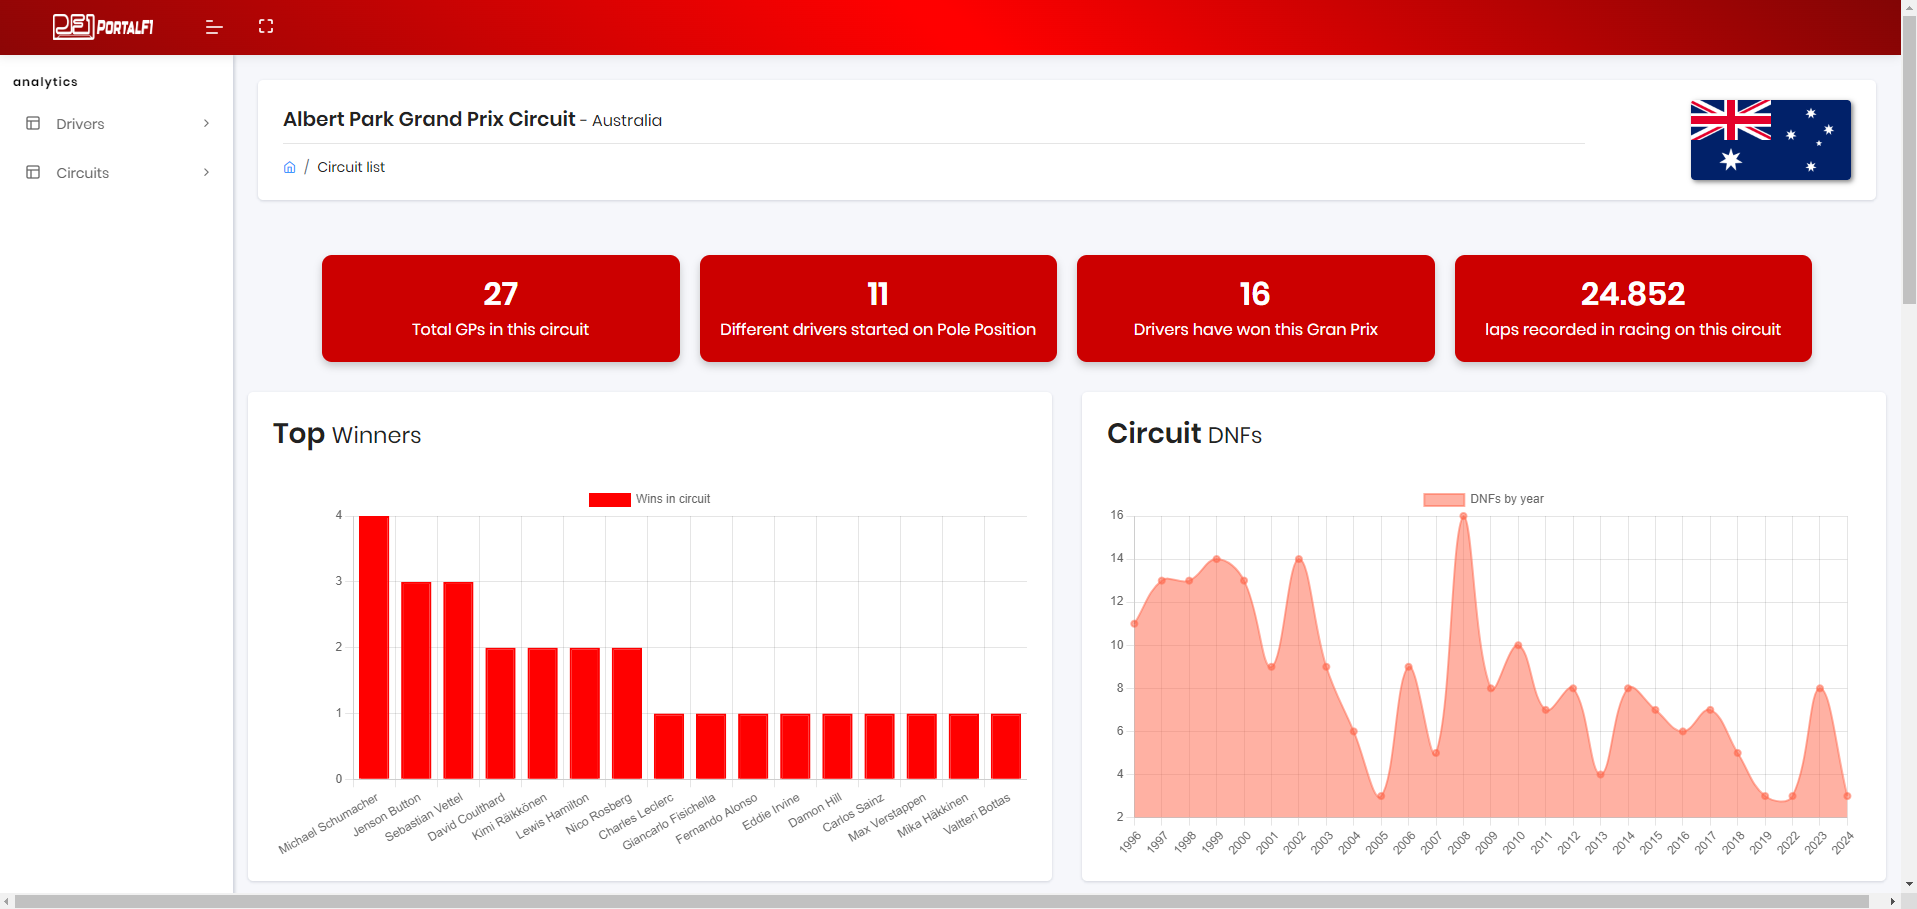 PORTALF1
analytics
Drivers
Circuits
Albert Park Grand Prix Circuit - Australia
/ Circuit list
27
Total GPs in this circuit
11
Different drivers started on Pole Position
16
Drivers have won this Gran Prix
24.852
laps recorded in racing on this circuit
Top Winners
Wins in circuit
4
3
2
1
0
Michael Schumacher
Jenson Button
Sebastian Vettel
David Coulthard
Kimi Räikkönen
Lewis Hamilton
Nico Rosberg
Charles Leclerc
Giancarlo Fisichella
Fernando Alonso
Eddie Irvine
Damon Hill
Carlos Sainz
Max Verstappen
Mika Häkkinen
Valtteri Bottas
Circuit DNFs
DNFs by year
16
14
12
10
8
6
4
2
1996
1997
1998
1999
2000
2001
2002
2003
2004
2005
2006
2007
2008
2009
2010
2011
2012
2013
2014
2015
2016
2017
2018
2019
2022
2023
2024